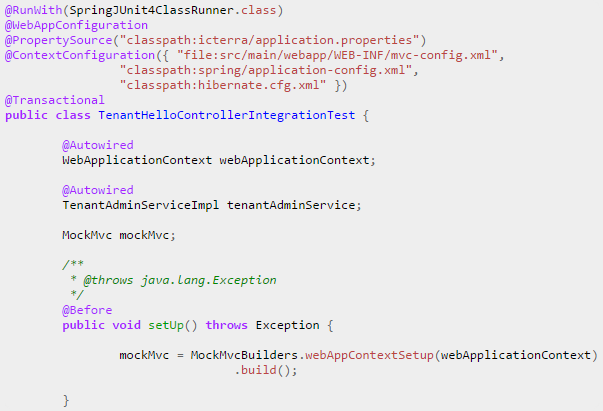 @RunWith(SpringJUnit4ClassRunner.class)
@WebAppConfiguration
@PropertySource("classpath:icterra/application.properties")
@ContextConfiguration({ "file:src/main/webapp/WEB-INF/mvc-config.xml",
"classpath:spring/application-config.xml",
"classpath:hibernate.cfg.xml" })
@Transactional
public class TenantHelloControllerIntegrationTest {
@Autowired
WebApplicationContext webApplicationContext;
@Autowired
TenantAdminServiceImpl tenantAdminService;
MockMvc mockMvc;
/**
* @throws java.lang.Exception
*/
@Before
public void setUp() throws Exception {
mockMvc = MockMvcBuilders.webAppContextSetup(webApplicationContext)
.build();
}